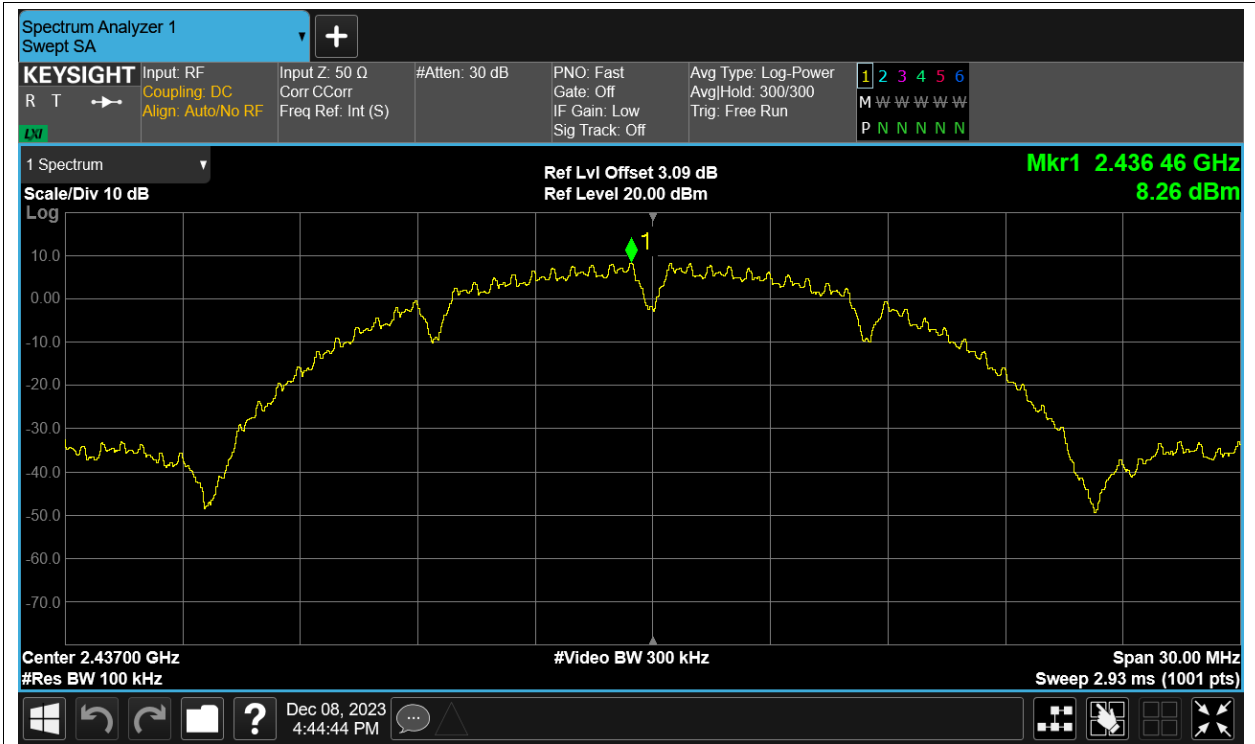 Spectrum Analyzer 1
Swept SA
KEYSIGHT
R T
LXI
Input: RF
Coupling: DC
Align: Auto/No RF
Input Z: 50 Ω
Corr CCorr
Freq Ref: Int (S)
#Atten: 30 dB
PNO: Fast
Gate: Off
IF Gain: Low
Sig Track: Off
Avg Type: Log-Power
Avg|Hold: 300/300
Trig: Free Run
1 2 3 4 5 6
M W W W W W
P N N N N N
1 Spectrum
Scale/Div 10 dB
Log
Ref Lvl Offset 3.09 dB
Ref Level 20.00 dBm
Mkr1 2.436 46 GHz
8.26 dBm
1
10.0
0.00
-10.0
-20.0
-30.0
-40.0
-50.0
-60.0
-70.0
Center 2.43700 GHz
#Video BW 300 kHz
Span 30.00 MHz
#Res BW 100 kHz
Sweep 2.93 ms (1001 pts)
?
Dec 08, 2023
4:44:44 PM